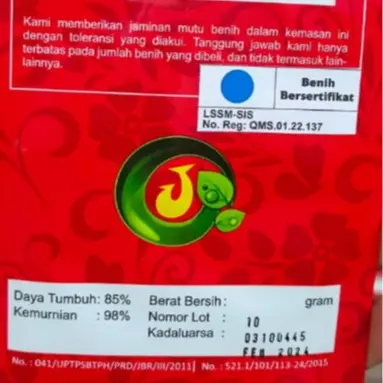 Kami memberikan jaminan mutu benih dalam kemasan ini
dengan toleransi yang diakui. Tanggung jawab kami hanya
terbatas pada jumlah benih yang dibeli, dan tidak termasuk lain-
lainnya.
Benih
Bersertifikat
LSSM-SIS
No. Reg: QMS.01.22.137
Daya Tumbuh: 85%
Kemurnian : 98%
Berat Bersih : 10 gram
Nomor Lot : 03100445
Kadaluarsa : FEB 2024
No. : 041/UPTPSBTPH/PRD/JBR/III/2011| No. : 521.1/101/113-24/2015